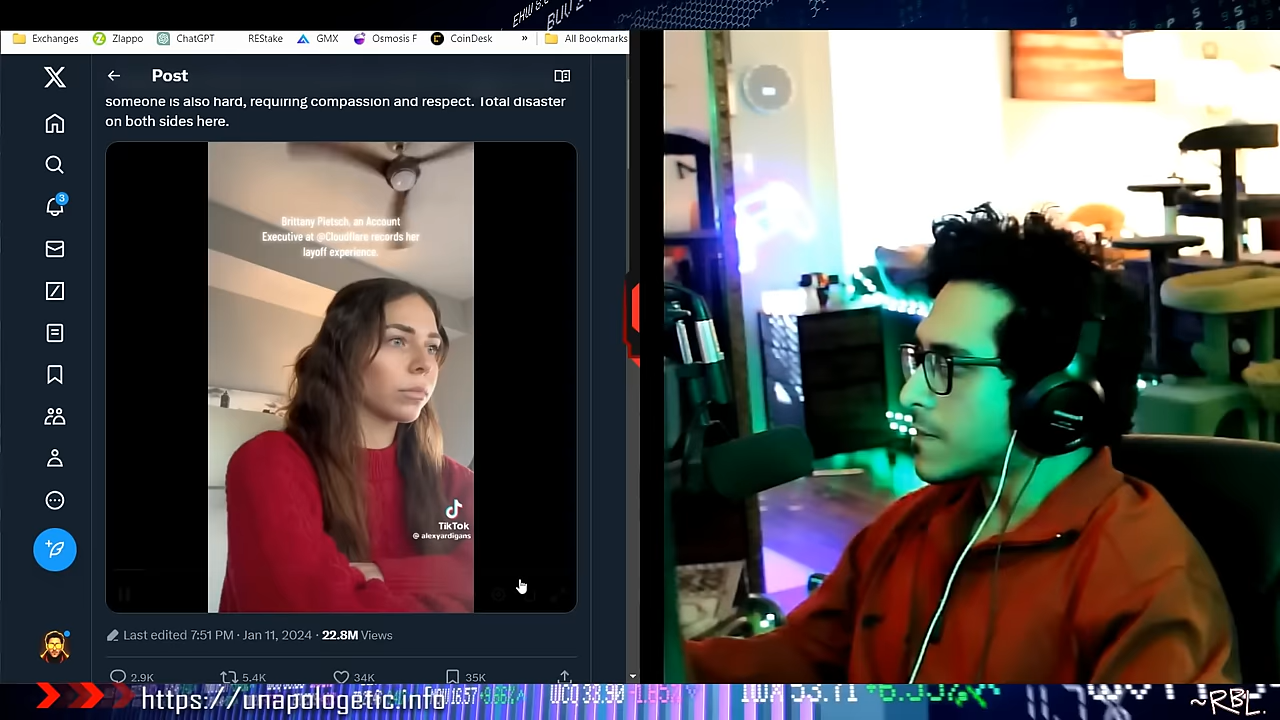 Exchanges Zlappo ChatGPT REStake GMX Osmosis F CoinDesk » All Bookmarks
Post
someone is also hard, requiring compassion and respect. Total disaster
on both sides here.
3
Brittany Pietsch, an Account
Executive at @Cloudflare records her
layoff experience.
TikTok
@ alexyardigans
Last edited 7:51 PM · Jan 11, 2024 · 22.8M Views
2.9K 5.4K 34K 35K
https://unapologetic.info
~RBL.